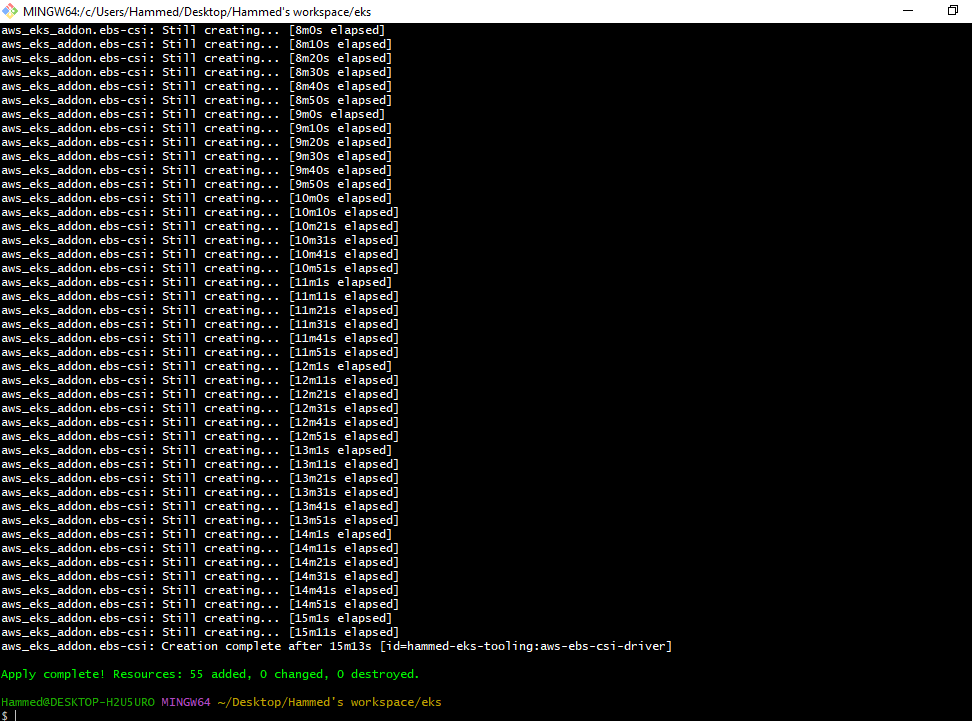 MINGW64:/c/Users/Hammed/Desktop/Hammed's workspace/eks
aws_eks_addon.ebs-csi: Still creating... [8m0s elapsed]
aws_eks_addon.ebs-csi: Still creating... [8m10s elapsed]
aws_eks_addon.ebs-csi: Still creating... [8m20s elapsed]
aws_eks_addon.ebs-csi: Still creating... [8m30s elapsed]
aws_eks_addon.ebs-csi: Still creating... [8m40s elapsed]
aws_eks_addon.ebs-csi: Still creating... [8m50s elapsed]
aws_eks_addon.ebs-csi: Still creating... [9m0s elapsed]
aws_eks_addon.ebs-csi: Still creating... [9m10s elapsed]
aws_eks_addon.ebs-csi: Still creating... [9m20s elapsed]
aws_eks_addon.ebs-csi: Still creating... [9m30s elapsed]
aws_eks_addon.ebs-csi: Still creating... [9m40s elapsed]
aws_eks_addon.ebs-csi: Still creating... [9m50s elapsed]
aws_eks_addon.ebs-csi: Still creating... [10m0s elapsed]
aws_eks_addon.ebs-csi: Still creating... [10m10s elapsed]
aws_eks_addon.ebs-csi: Still creating... [10m21s elapsed]
aws_eks_addon.ebs-csi: Still creating... [10m31s elapsed]
aws_eks_addon.ebs-csi: Still creating... [10m41s elapsed]
aws_eks_addon.ebs-csi: Still creating... [10m51s elapsed]
aws_eks_addon.ebs-csi: Still creating... [11m1s elapsed]
aws_eks_addon.ebs-csi: Still creating... [11m11s elapsed]
aws_eks_addon.ebs-csi: Still creating... [11m21s elapsed]
aws_eks_addon.ebs-csi: Still creating... [11m31s elapsed]
aws_eks_addon.ebs-csi: Still creating... [11m41s elapsed]
aws_eks_addon.ebs-csi: Still creating... [11m51s elapsed]
aws_eks_addon.ebs-csi: Still creating... [12m1s elapsed]
aws_eks_addon.ebs-csi: Still creating... [12m11s elapsed]
aws_eks_addon.ebs-csi: Still creating... [12m21s elapsed]
aws_eks_addon.ebs-csi: Still creating... [12m31s elapsed]
aws_eks_addon.ebs-csi: Still creating... [12m41s elapsed]
aws_eks_addon.ebs-csi: Still creating... [12m51s elapsed]
aws_eks_addon.ebs-csi: Still creating... [13m1s elapsed]
aws_eks_addon.ebs-csi: Still creating... [13m11s elapsed]
aws_eks_addon.ebs-csi: Still creating... [13m21s elapsed]
aws_eks_addon.ebs-csi: Still creating... [13m31s elapsed]
aws_eks_addon.ebs-csi: Still creating... [13m41s elapsed]
aws_eks_addon.ebs-csi: Still creating... [13m51s elapsed]
aws_eks_addon.ebs-csi: Still creating... [14m1s elapsed]
aws_eks_addon.ebs-csi: Still creating... [14m11s elapsed]
aws_eks_addon.ebs-csi: Still creating... [14m21s elapsed]
aws_eks_addon.ebs-csi: Still creating... [14m31s elapsed]
aws_eks_addon.ebs-csi: Still creating... [14m41s elapsed]
aws_eks_addon.ebs-csi: Still creating... [14m51s elapsed]
aws_eks_addon.ebs-csi: Still creating... [15m1s elapsed]
aws_eks_addon.ebs-csi: Still creating... [15m11s elapsed]
aws_eks_addon.ebs-csi: Creation complete after 15m13s [id=hammed-eks-tooling:aws-ebs-csi-driver]
Apply complete! Resources: 55 added, 0 changed, 0 destroyed.
Hammed@DESKTOP-H2U5URO MINGW64 ~/Desktop/Hammed's workspace/eks
$